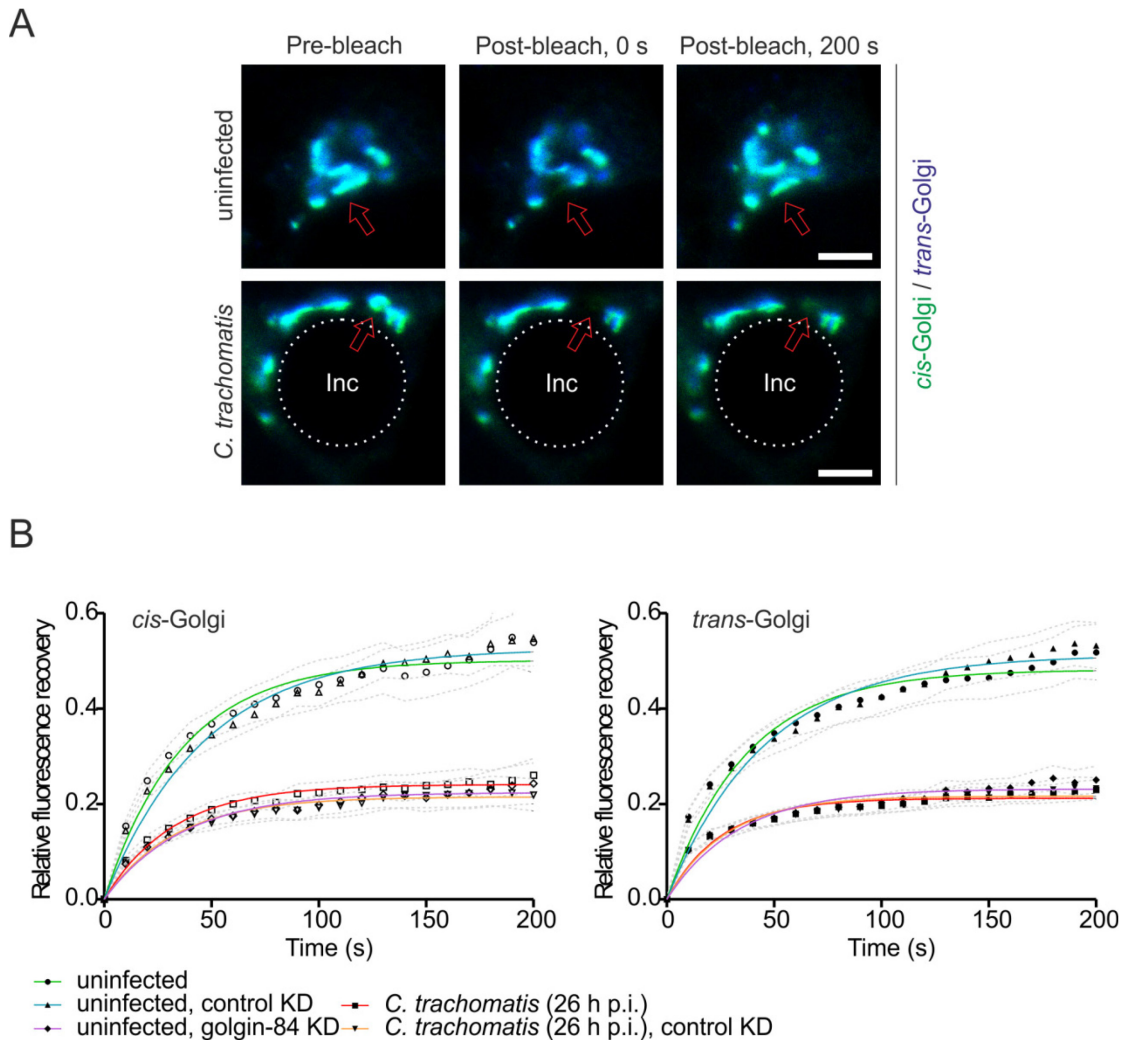 A
Pre-bleach Post-bleach, 0 s Post-bleach, 200 s
uninfected
C. trachomatis
Inc Inc Inc
cis-Golgi / trans-Golgi
B
cis-Golgi
Relative fluorescence recovery
0.6
0.4
0.2
0.0
0 50 100 150 200
Time (s)
trans-Golgi
Relative fluorescence recovery
0.6
0.4
0.2
0.0
0 50 100 150 200
Time (s)
uninfected
uninfected, control KD C. trachomatis (26 h p.i.)
uninfected, golgin-84 KD C. trachomatis (26 h p.i.), control KD